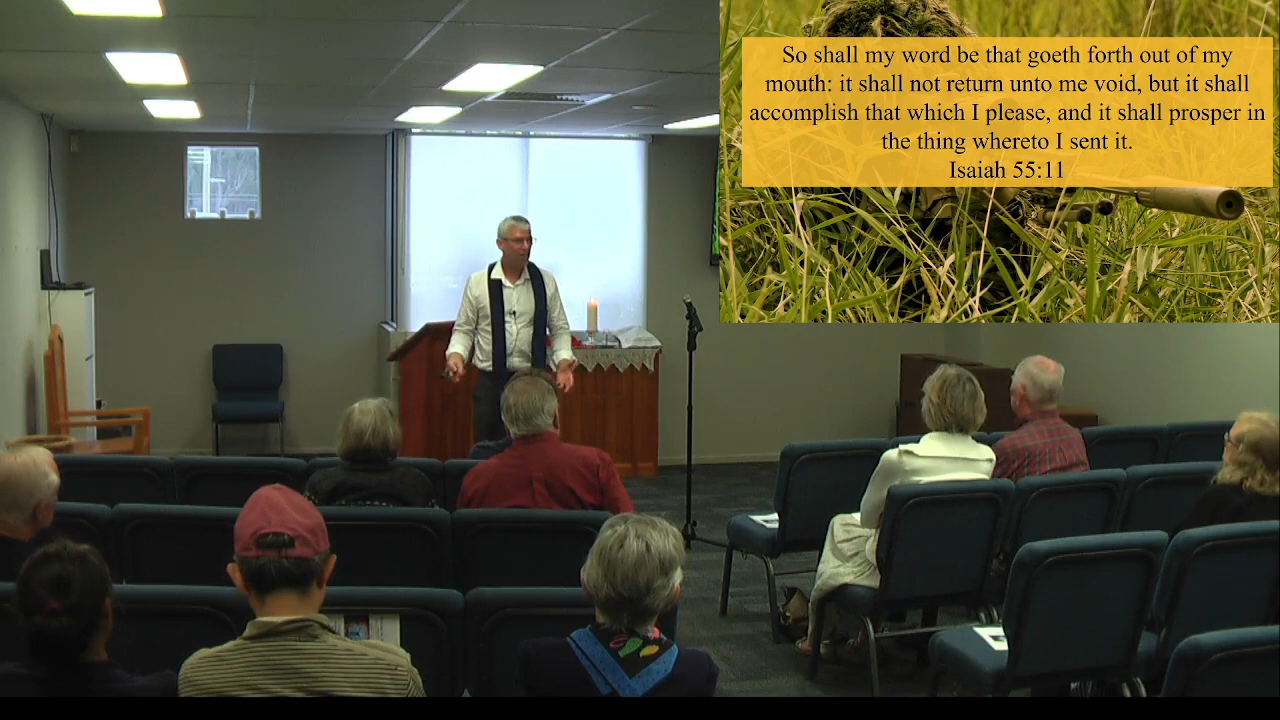 So shall my word be that goeth forth out of my
mouth: it shall not return unto me void, but it shall
accomplish that which I please, and it shall prosper in
the thing whereto I sent it.
Isaiah 55:11